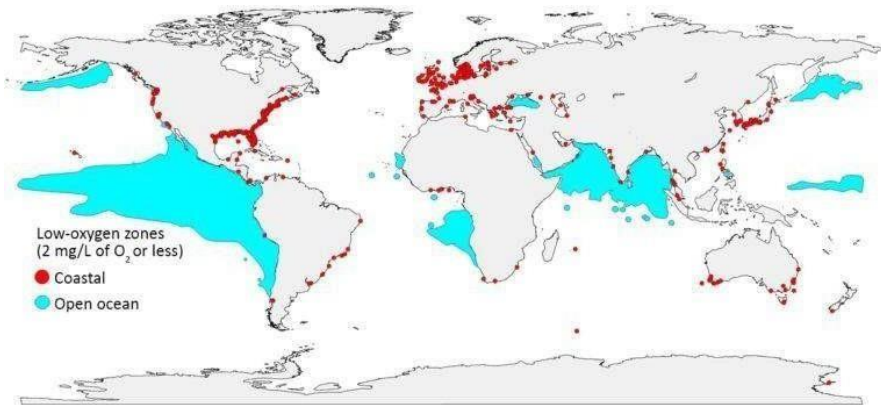 Low-oxygen zones
(2 mg/L of O₂ or less)
Coastal
Open ocean